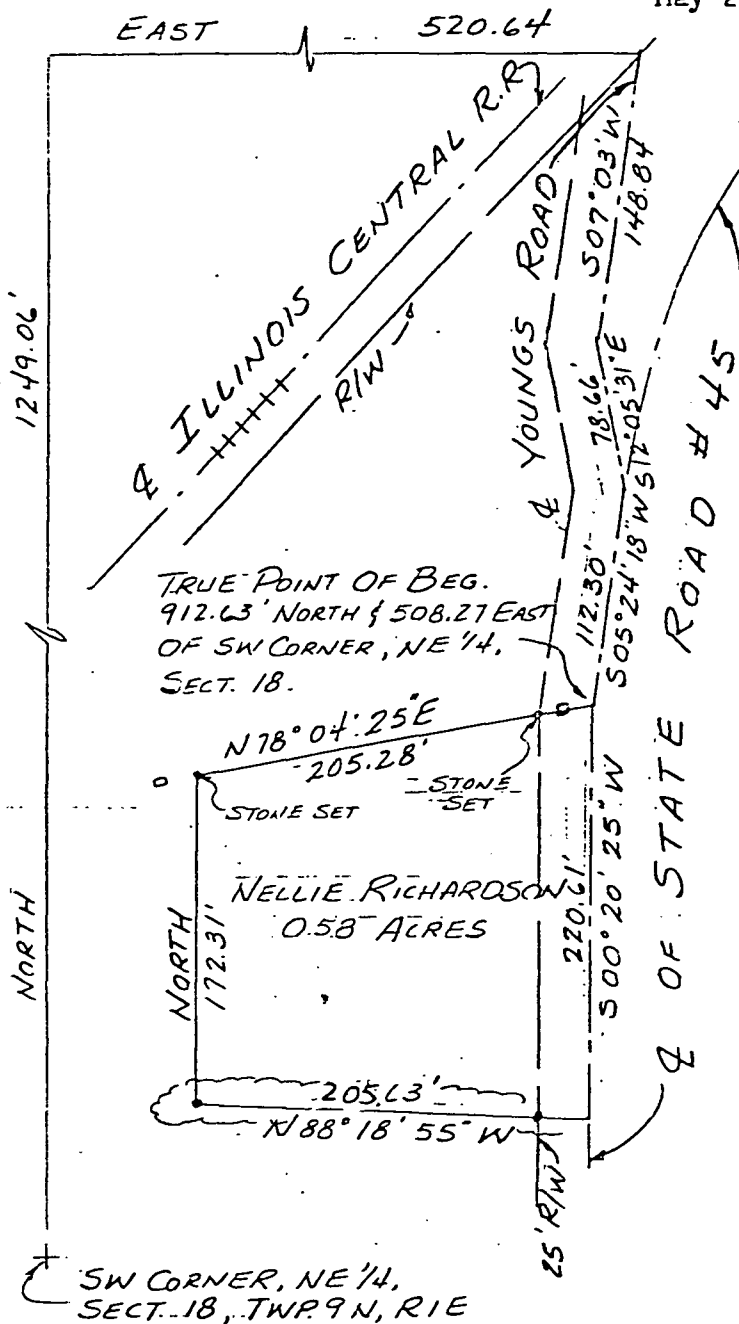 EAST 520.64
ILLINOIS CENTRAL R.R
R/W
1249.06'
℄ YOUNGS ROAD
S07°03'W
148.84
78.66'
S12°05'31"E
112.30'
S05°24'18"W
℄ OF STATE ROAD #45
TRUE POINT OF BEG.
912.63' NORTH & 508.27 EAST
OF SW CORNER, NE 1/4,
SECT. 18.
N78°04'25"E
205.28'
STONE SET
STONE
SET
NELLIE RICHARDSON
0.58 ACRES
NORTH
172.31'
220.61'
S00°20'25"W
NORTH
N88°18'55"W
25' R/W
SW CORNER, NE 1/4,
SECT. 18, TWP. 9 N, R1E